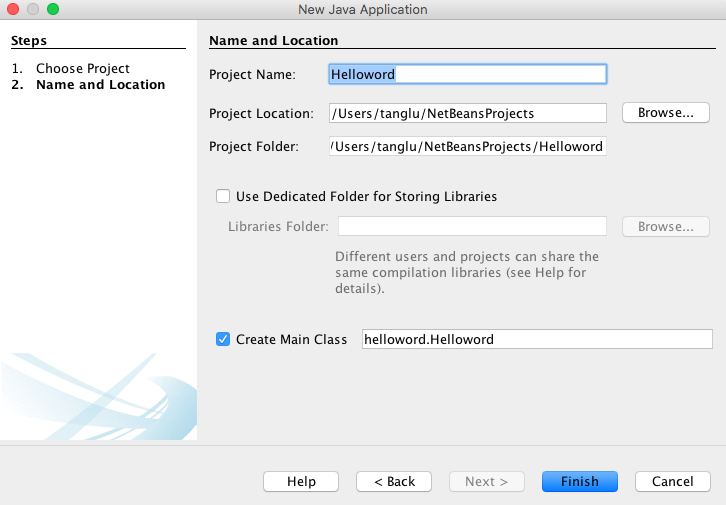 New Java Application
Steps
1. Choose Project
2. Name and Location
Name and Location
Project Name: Helloword
Project Location: /Users/tanglu/NetBeansProjects Browse...
Project Folder: /Users/tanglu/NetBeansProjects/Helloword
Use Dedicated Folder for Storing Libraries
Libraries Folder: Browse...
Different users and projects can share the
same compilation libraries (see Help for
details).
Create Main Class helloword.Helloword
Help < Back Next > Finish Cancel